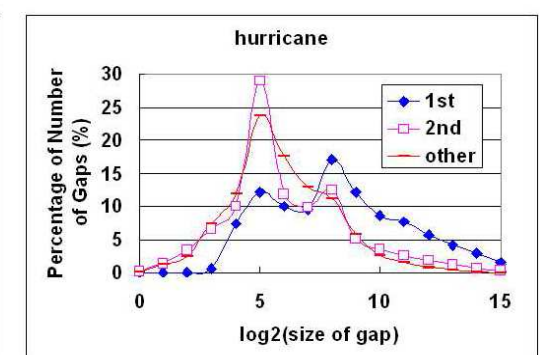 hurricane
Percentage of Number
of Gaps (%)
30
25
20
15
10
5
0
1st
2nd
other
0
5
10
15
log2(size of gap)